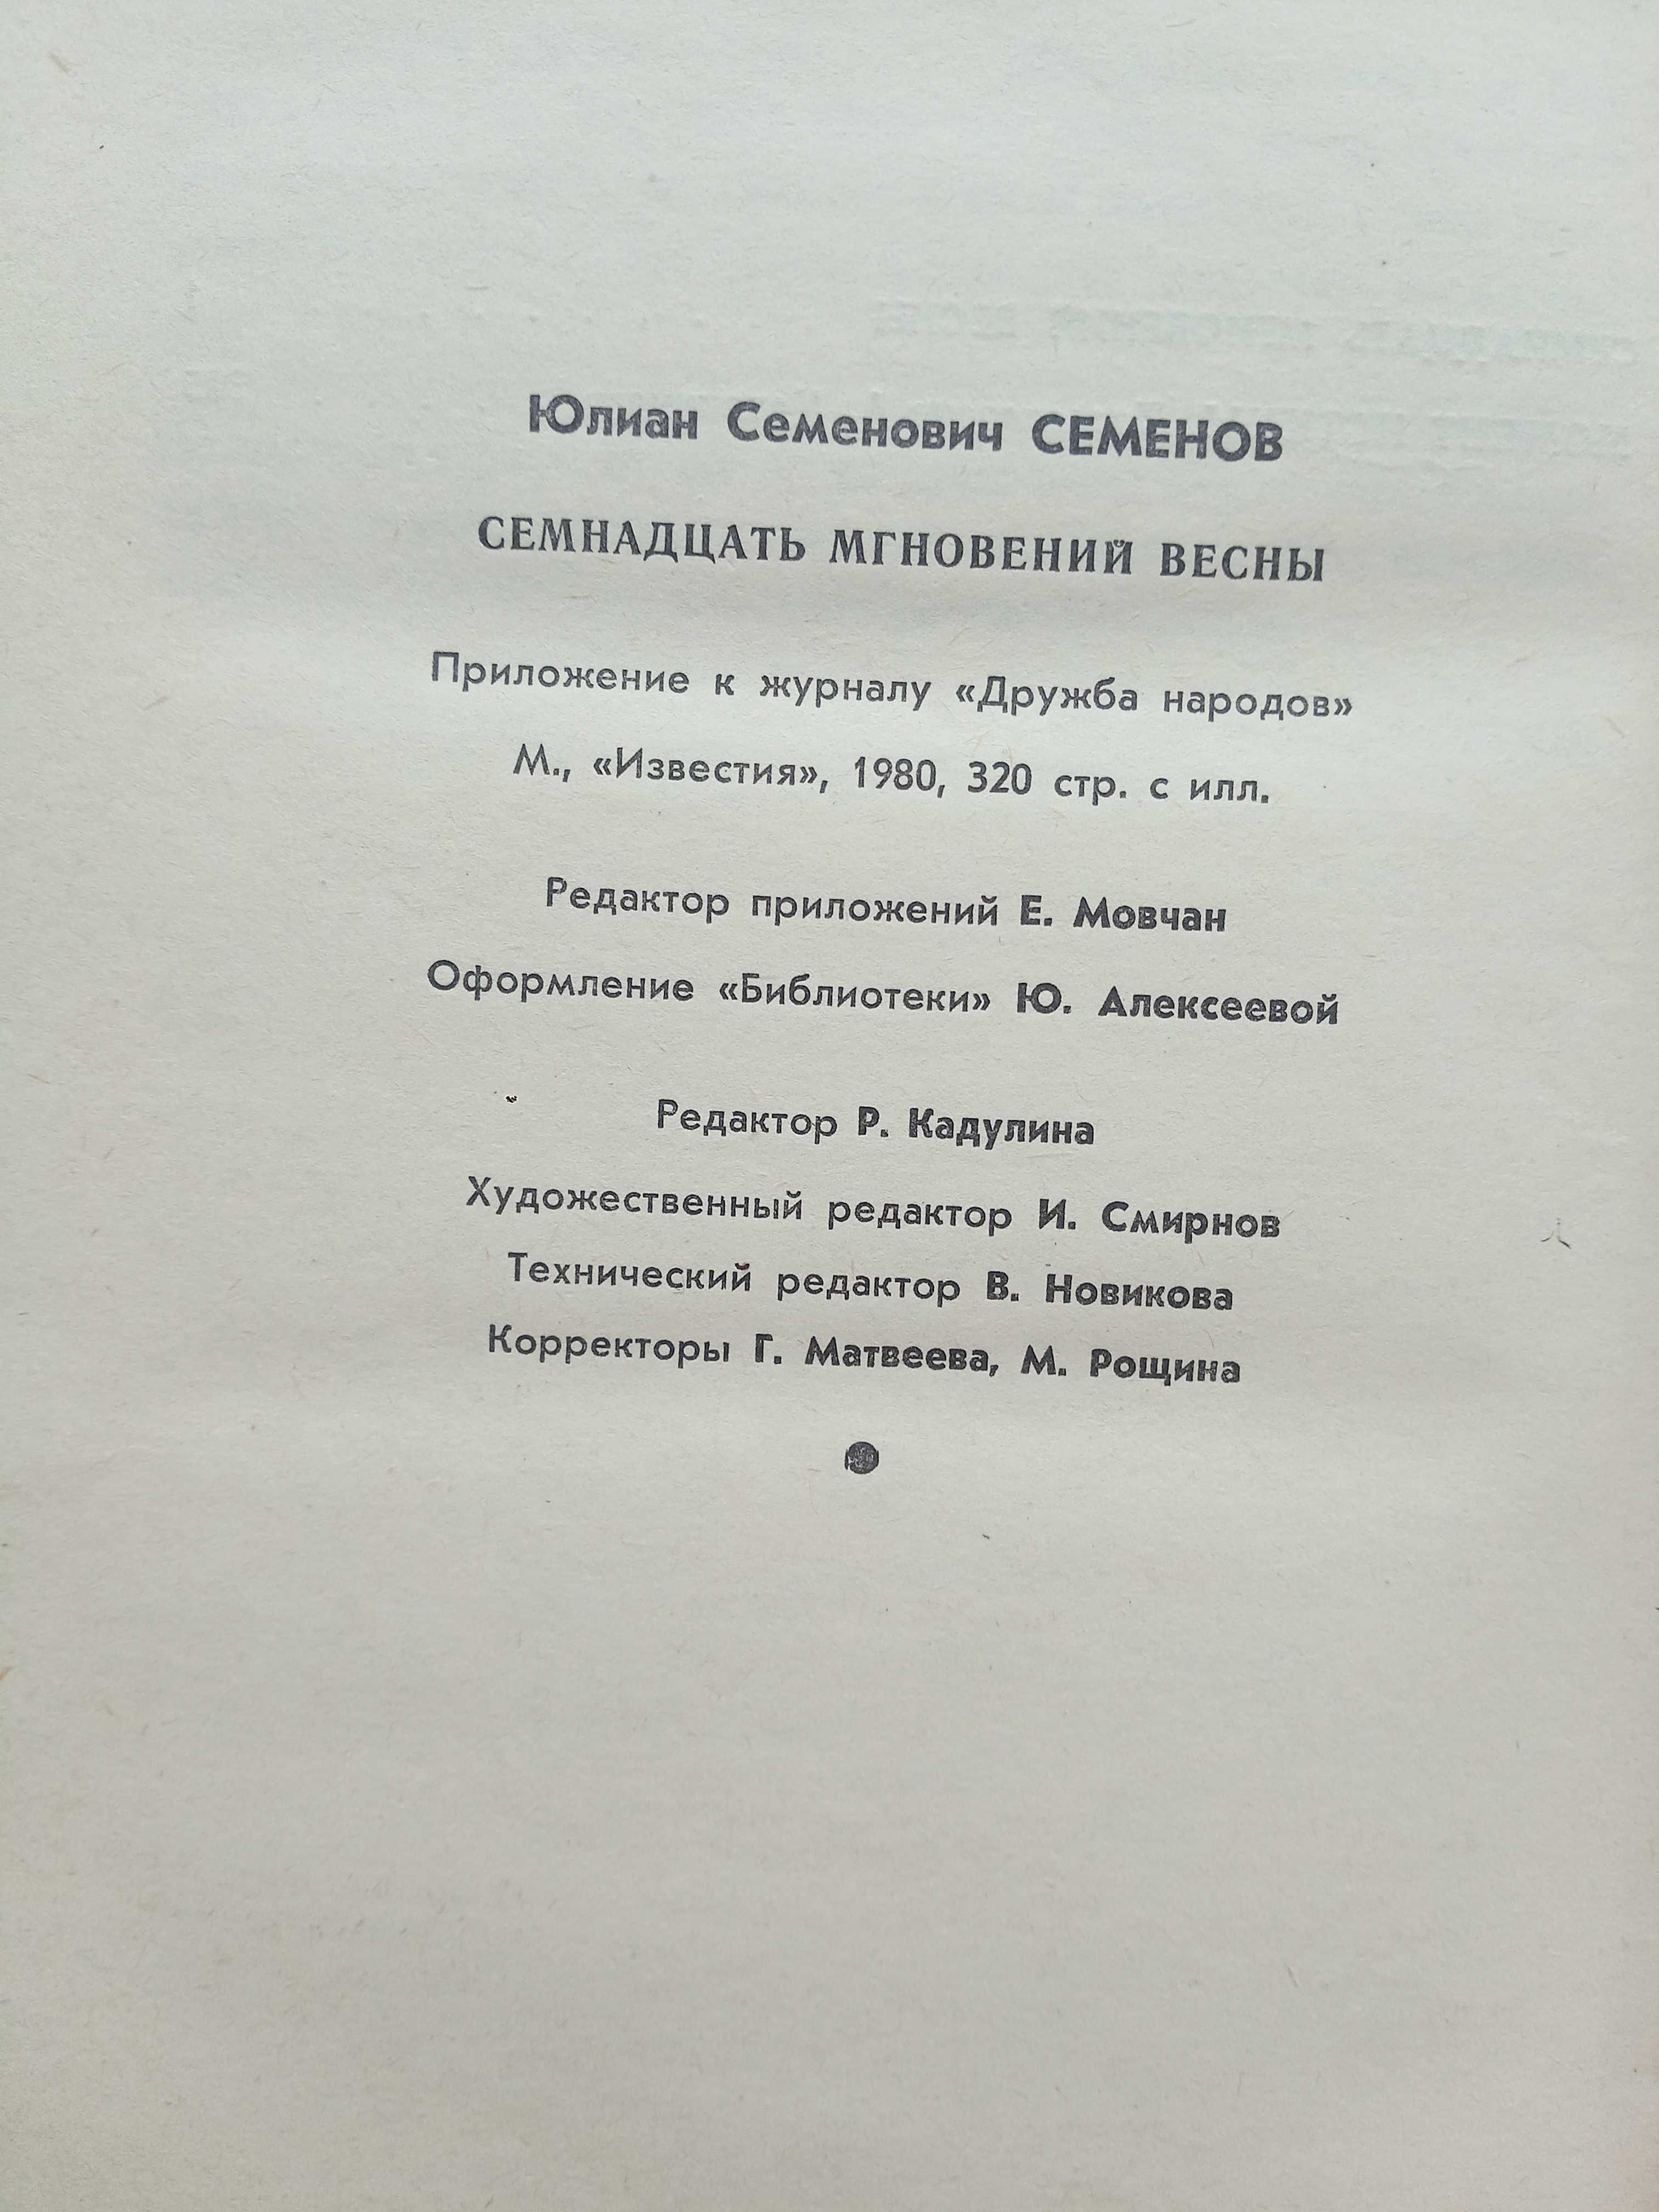 Юлиан Семенович СЕМЕНОВ
СЕМНАДЦАТЬ МГНОВЕНИЙ ВЕСНЫ
Приложение к журналу «Дружба народов»
М., «Известия», 1980, 320 стр. с илл.
Редактор приложений Е. Мовчан
Оформление «Библиотеки» Ю. Алексеевой
Редактор Р. Кадулина
Художественный редактор И. Смирнов
Технический редактор В. Новикова
Корректоры Г. Матвеева, М. Рощина